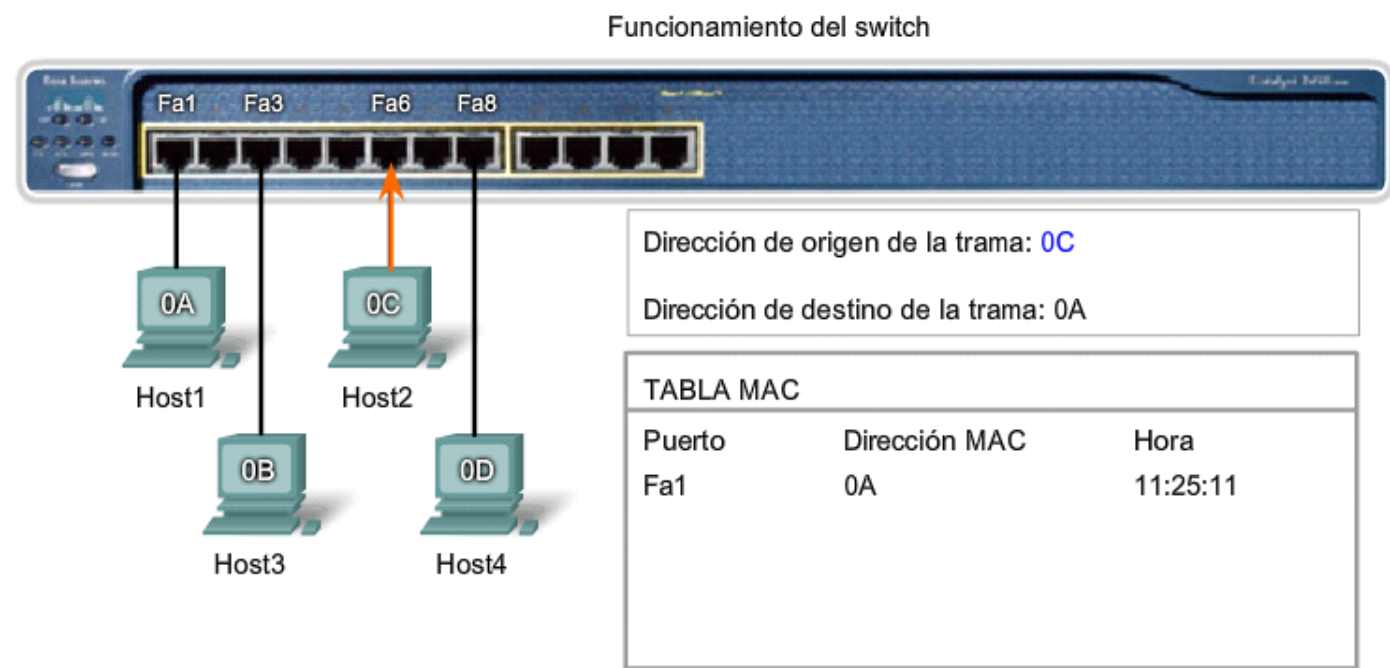 Funcionamiento del switch
Fa1 Fa3 Fa6 Fa8
0A 0C
Host1 Host2
0B 0D
Host3 Host4
Dirección de origen de la trama: 0C
Dirección de destino de la trama: 0A
TABLA MAC
Puerto Dirección MAC Hora
Fa1 0A 11:25:11